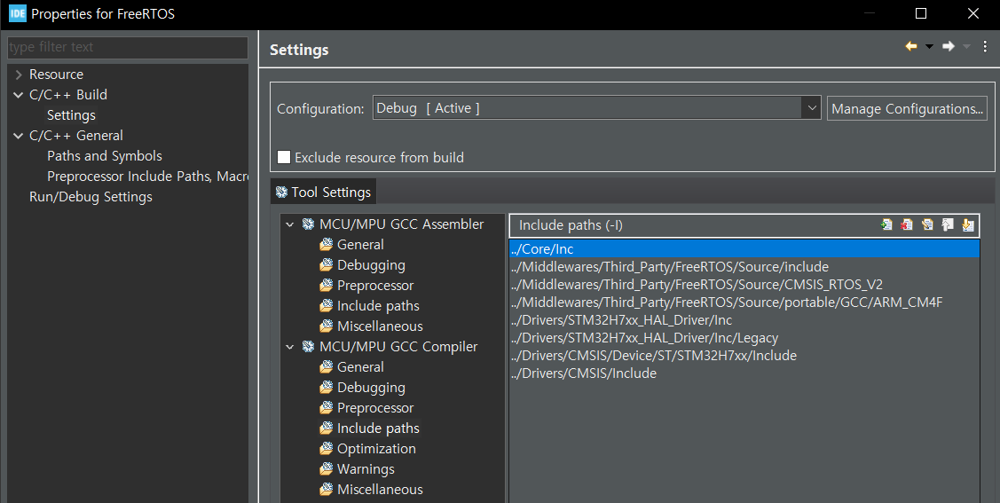 IDE Properties for FreeRTOS
type filter text
Settings
Resource
C/C++ Build
Settings
C/C++ General
Paths and Symbols
Preprocessor Include Paths, Macr
Run/Debug Settings
Configuration: Debug [ Active ] Manage Configurations...
Exclude resource from build
Tool Settings
MCU/MPU GCC Assembler
General
Debugging
Preprocessor
Include paths
Miscellaneous
MCU/MPU GCC Compiler
General
Debugging
Preprocessor
Include paths
Optimization
Warnings
Miscellaneous
Include paths (-I)
../Core/Inc
../Middlewares/Third_Party/FreeRTOS/Source/include
../Middlewares/Third_Party/FreeRTOS/Source/CMSIS_RTOS_V2
../Middlewares/Third_Party/FreeRTOS/Source/portable/GCC/ARM_CM4F
../Drivers/STM32H7xx_HAL_Driver/Inc
../Drivers/STM32H7xx_HAL_Driver/Inc/Legacy
../Drivers/CMSIS/Device/ST/STM32H7xx/Include
../Drivers/CMSIS/Include